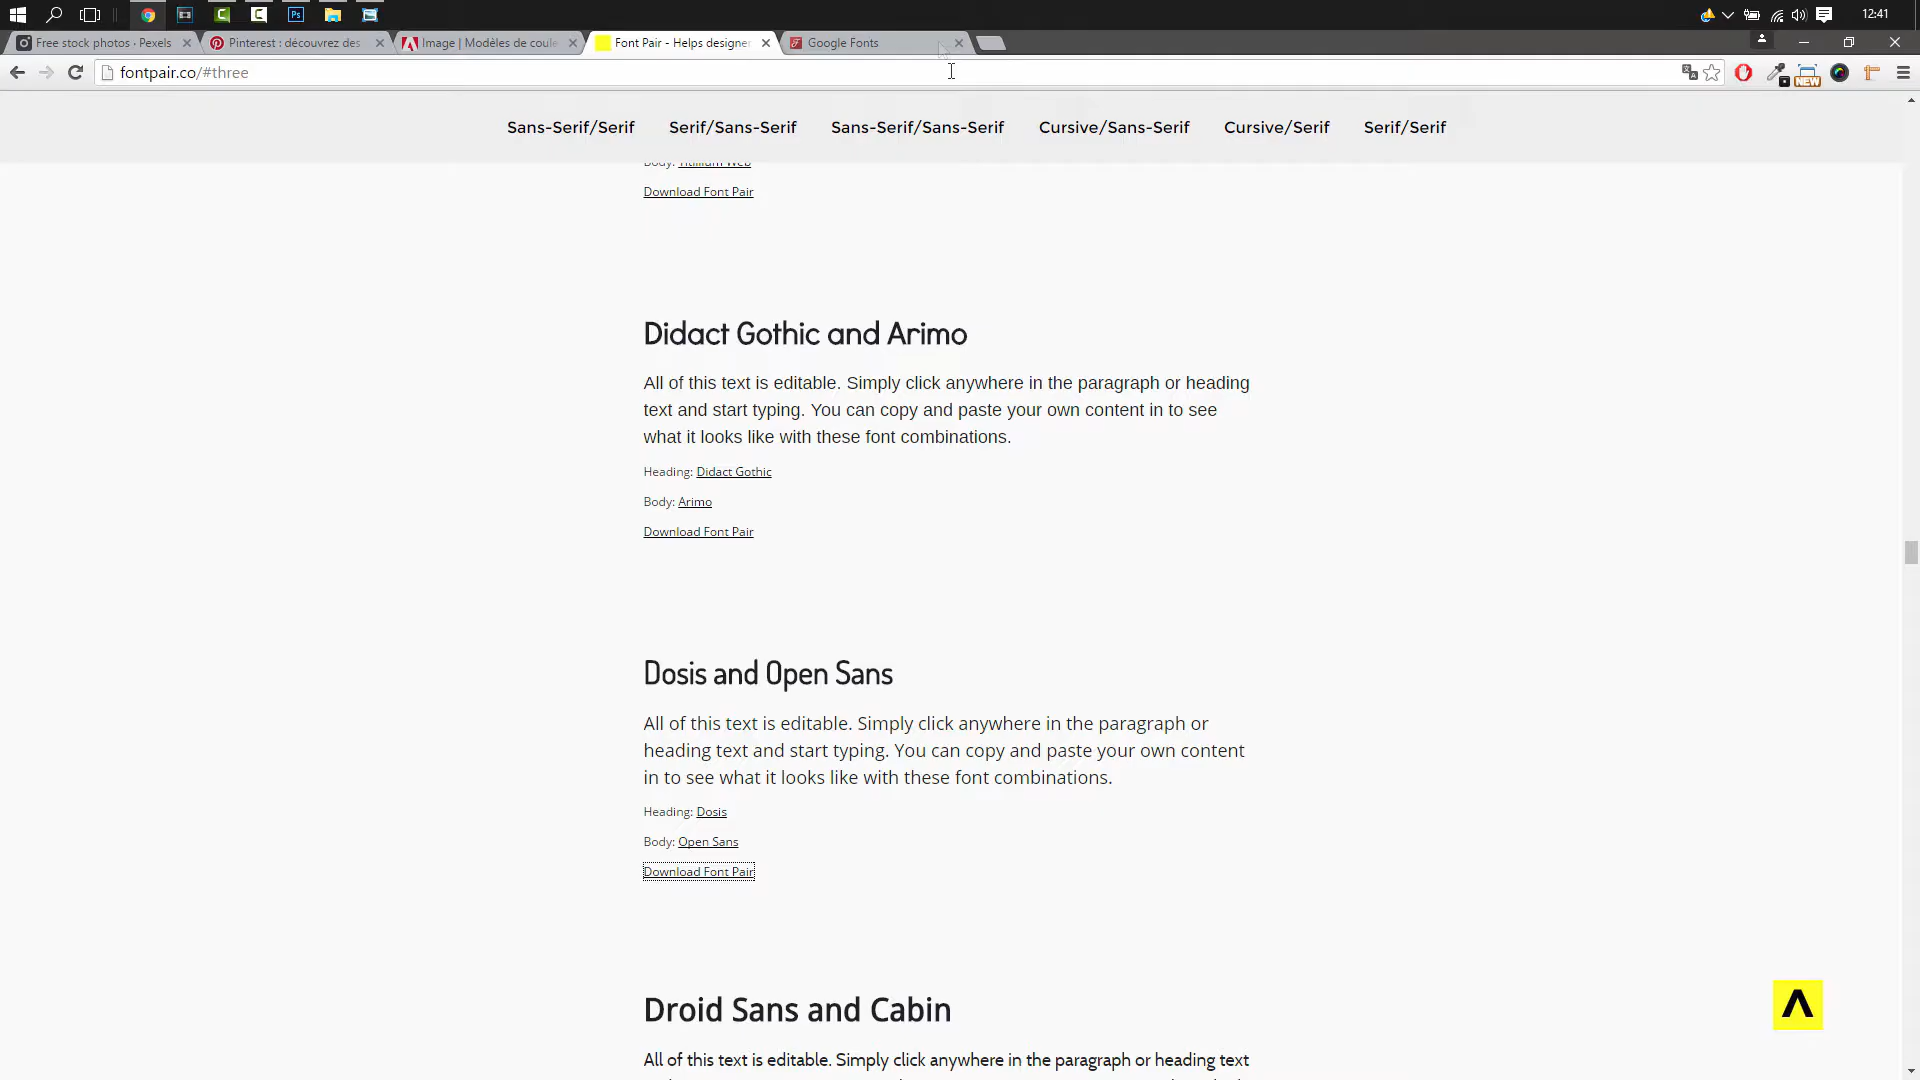 12:41
Free stock photos · Pexels
Pinterest : découvrez des
Image | Modèles de coule
Font Pair - Helps designer
Google Fonts
fontpair.co/#three
NEW
Sans-Serif/Serif
Serif/Sans-Serif
Sans-Serif/Sans-Serif
Cursive/Sans-Serif
Cursive/Serif
Serif/Serif
Body: Titillium Web
Download Font Pair
Didact Gothic and Arimo
All of this text is editable. Simply click anywhere in the paragraph or heading
text and start typing. You can copy and paste your own content in to see
what it looks like with these font combinations.
Heading: Didact Gothic
Body: Arimo
Download Font Pair
Dosis and Open Sans
All of this text is editable. Simply click anywhere in the paragraph or
heading text and start typing. You can copy and paste your own content
in to see what it looks like with these font combinations.
Heading: Dosis
Body: Open Sans
Download Font Pair
Droid Sans and Cabin
All of this text is editable. Simply click anywhere in the paragraph or heading text